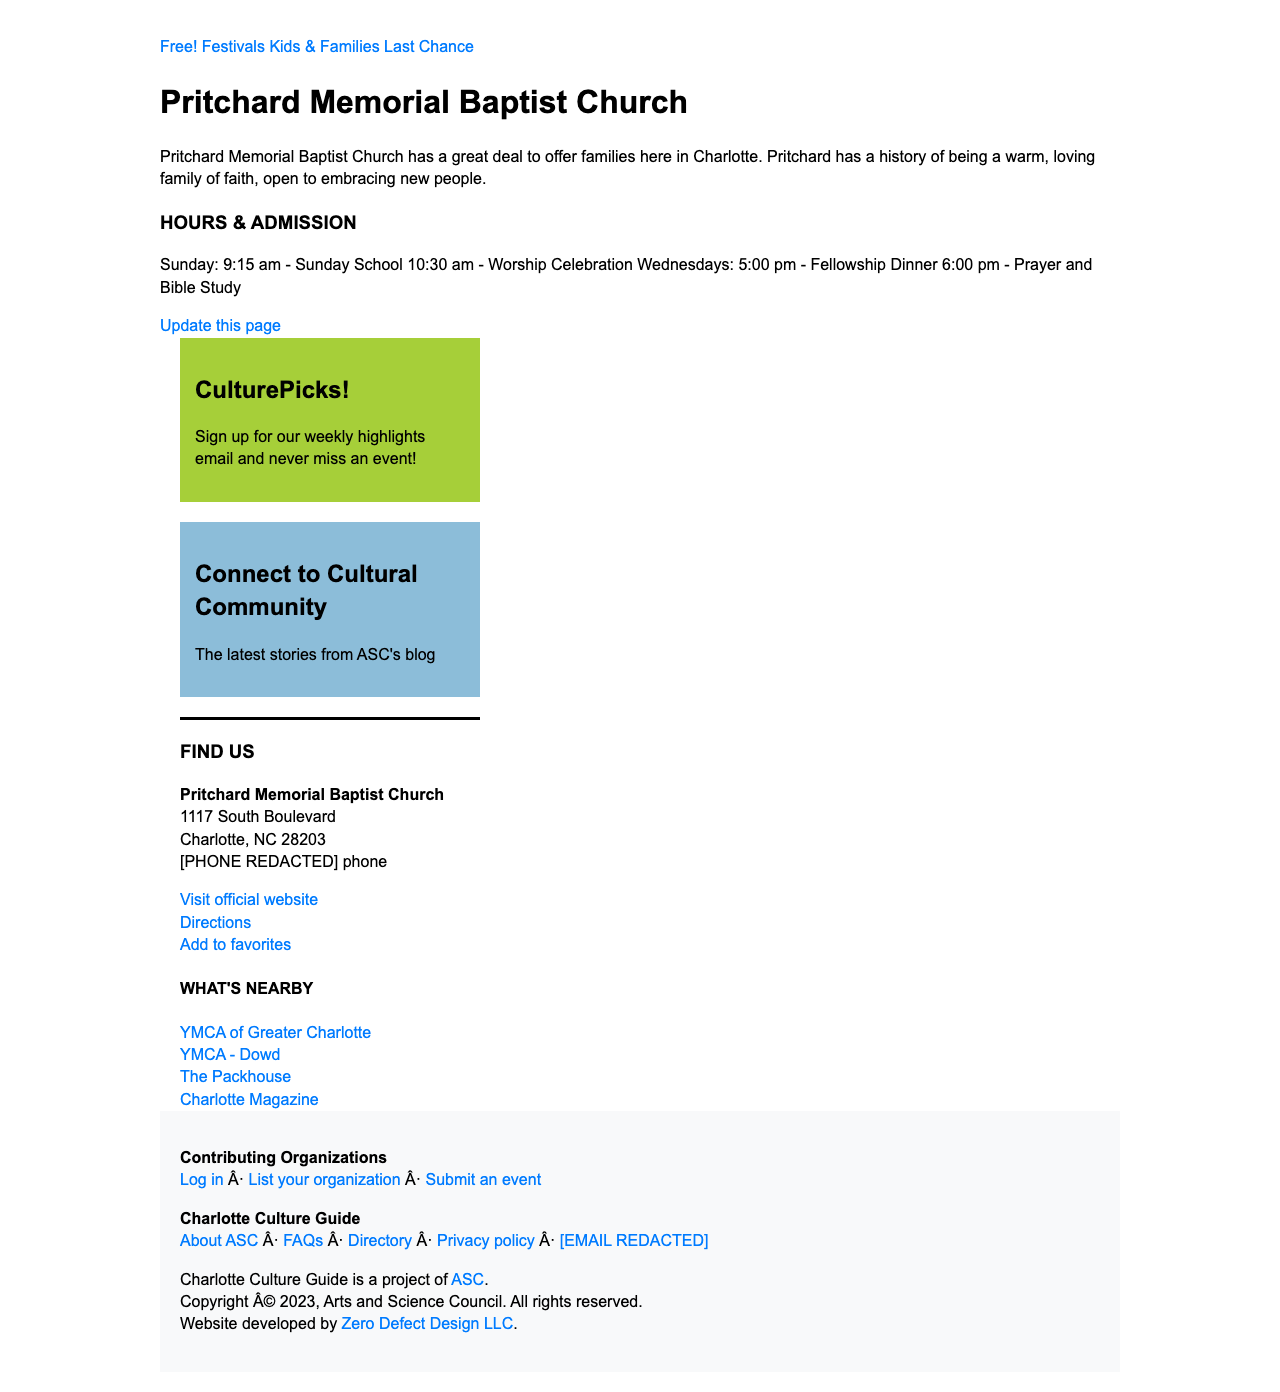 Free! Festivals Kids & Families Last Chance
Pritchard Memorial Baptist Church
Pritchard Memorial Baptist Church has a great deal to offer families here in Charlotte. Pritchard has a history of being a warm, loving
family of faith, open to embracing new people.
HOURS & ADMISSION
Sunday: 9:15 am - Sunday School 10:30 am - Worship Celebration Wednesdays: 5:00 pm - Fellowship Dinner 6:00 pm - Prayer and
Bible Study
Update this page
CulturePicks!
Sign up for our weekly highlights
email and never miss an event!
Connect to Cultural
Community
The latest stories from ASC's blog
FIND US
Pritchard Memorial Baptist Church
1117 South Boulevard
Charlotte, NC 28203
[PHONE REDACTED] phone
Visit official website
Directions
Add to favorites
WHAT'S NEARBY
YMCA of Greater Charlotte
YMCA - Dowd
The Packhouse
Charlotte Magazine
Contributing Organizations
Log in Â· List your organization Â· Submit an event
Charlotte Culture Guide
About ASC Â· FAQs Â· Directory Â· Privacy policy Â· [EMAIL REDACTED]
Charlotte Culture Guide is a project of ASC.
Copyright Â© 2023, Arts and Science Council. All rights reserved.
Website developed by Zero Defect Design LLC.